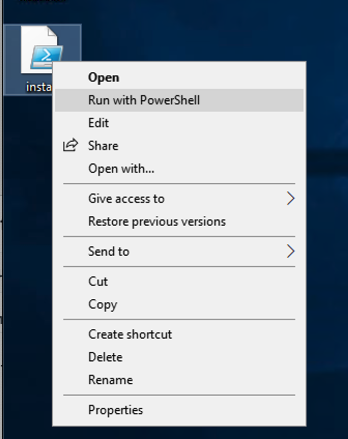 insta
Open
Run with PowerShell
Edit
Share
Open with...
Give access to
Restore previous versions
Send to
Cut
Copy
Create shortcut
Delete
Rename
Properties